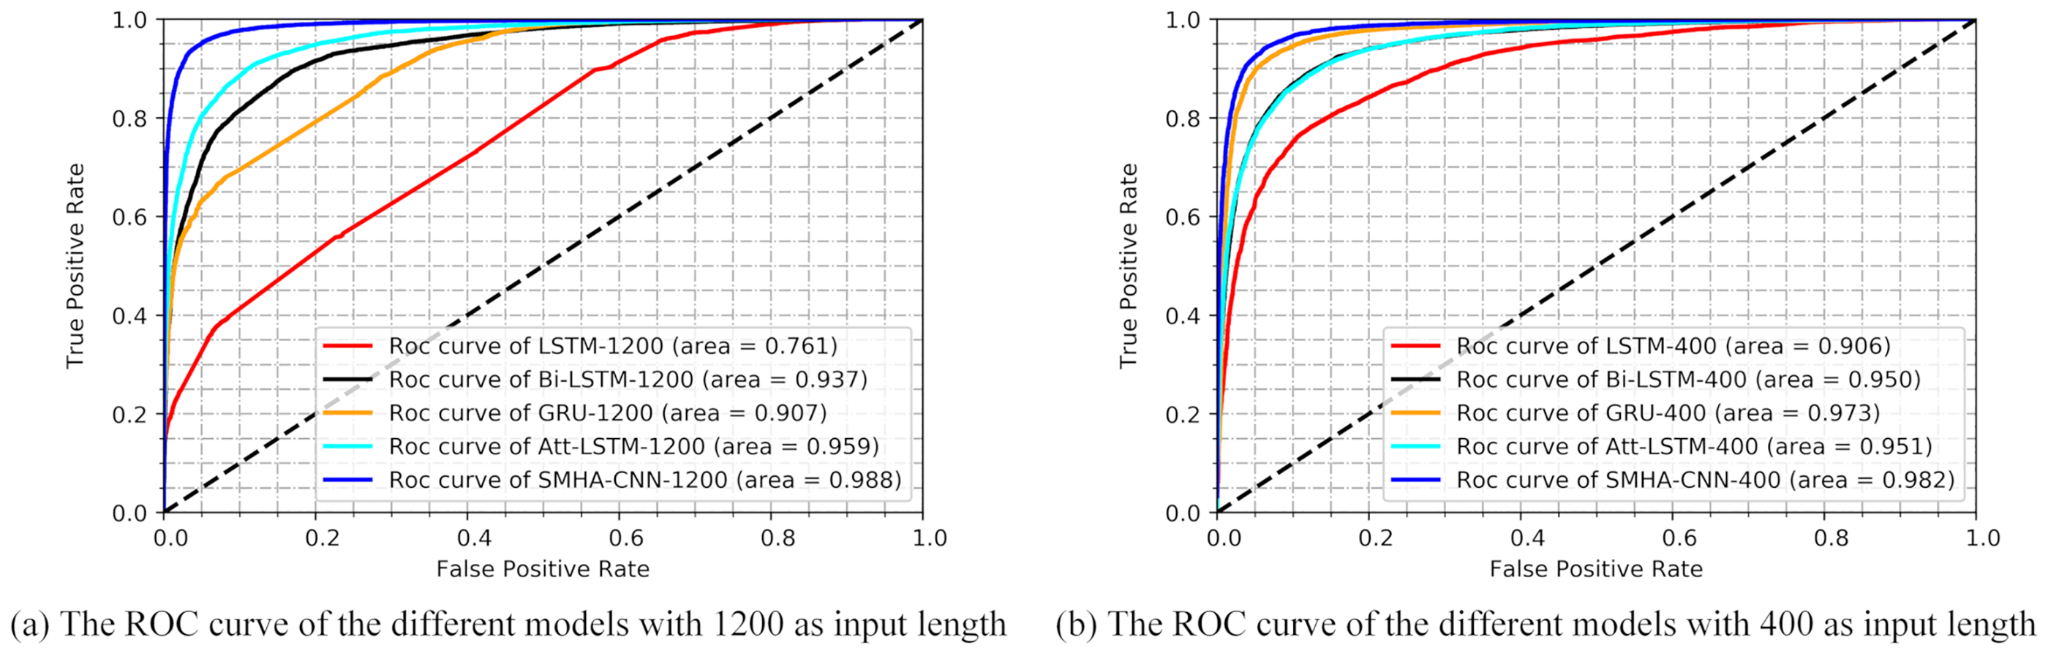 1.0
0.8
0.6
0.4
0.2
0.0
True Positive Rate
Roc curve of LSTM-1200 (area = 0.761)
Roc curve of Bi-LSTM-1200 (area = 0.937)
Roc curve of GRU-1200 (area = 0.907)
Roc curve of Att-LSTM-1200 (area = 0.959)
Roc curve of SMHA-CNN-1200 (area = 0.988)
0.0 0.2 0.4 0.6 0.8 1.0
False Positive Rate
(a) The ROC curve of the different models with 1200 as input length
1.0
0.8
0.6
0.4
0.2
0.0
True Positive Rate
Roc curve of LSTM-400 (area = 0.906)
Roc curve of Bi-LSTM-400 (area = 0.950)
Roc curve of GRU-400 (area = 0.973)
Roc curve of Att-LSTM-400 (area = 0.951)
Roc curve of SMHA-CNN-400 (area = 0.982)
0.0 0.2 0.4 0.6 0.8 1.0
False Positive Rate
(b) The ROC curve of the different models with 400 as input length